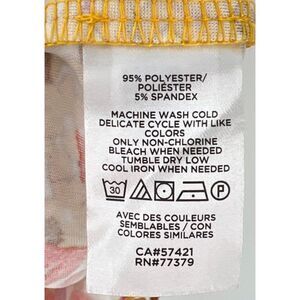 95% POLYESTER/
POLIÉSTER
5% SPANDEX
MACHINE WASH COLD
DELICATE CYCLE WITH LIKE
COLORS
ONLY NON-CHLORINE
BLEACH WHEN NEEDED
TUMBLE DRY LOW
COOL IRON WHEN NEEDED
30 P
AVEC DES COULEURS
SEMBLABLES / CON
COLORES SIMILARES
CA#57421
RN#77379